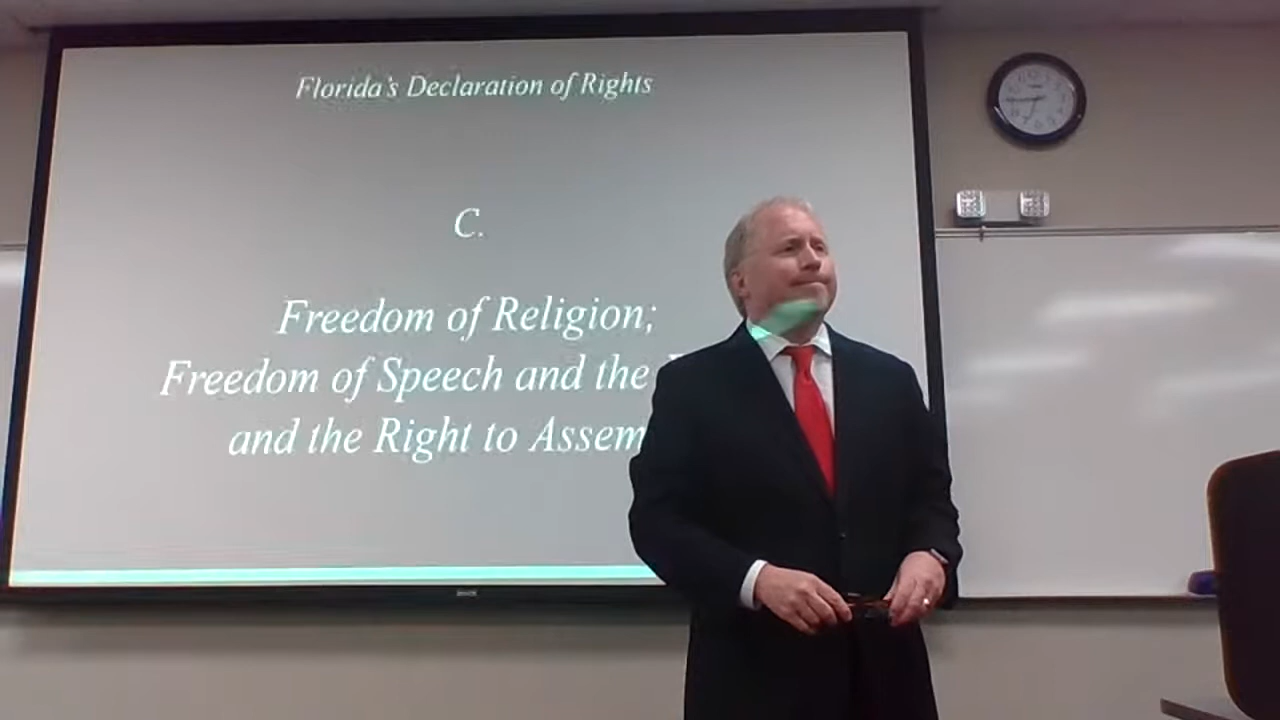 Florida's Declaration of Rights
C.
Freedom of Religion;
Freedom of Speech and the
and the Right to Assem